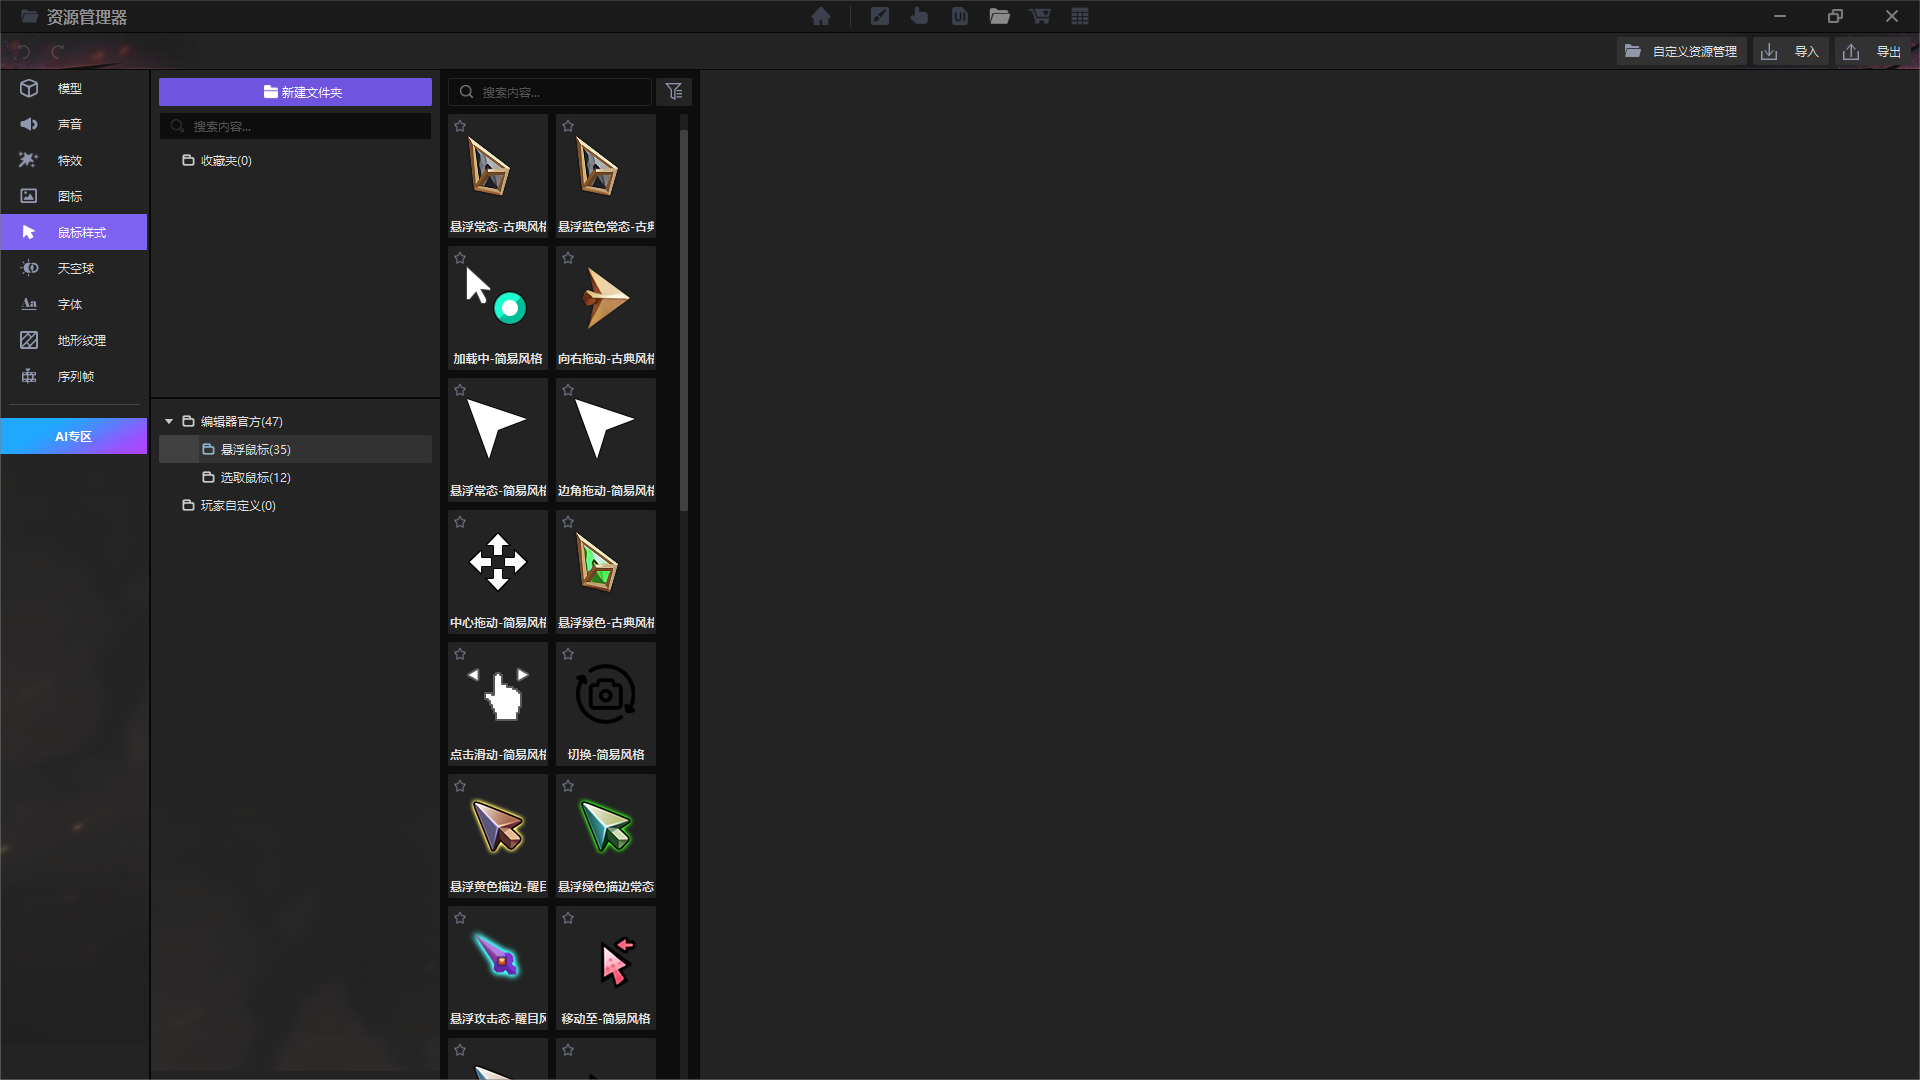 资源管理器
UI
自定义资源管理
导入
导出
模型
声音
特效
图标
鼠标样式
天空球
Aa
字体
地形纹理
序列帧
AI专区
新建文件夹
搜索内容...
收藏夹(0)
编辑器官方(47)
悬浮鼠标(35)
选取鼠标(12)
玩家自定义(0)
搜索内容...
悬浮常态-古典风格
悬浮蓝色常态-古典
加载中-简易风格
向右拖动-古典风格
悬浮常态-简易风格
边角拖动-简易风格
中心拖动-简易风格
悬浮绿色-古典风格
点击滑动-简易风格
切换-简易风格
悬浮黄色描边-醒目
悬浮绿色描边常态
悬浮攻击态-醒目风
移动至-简易风格